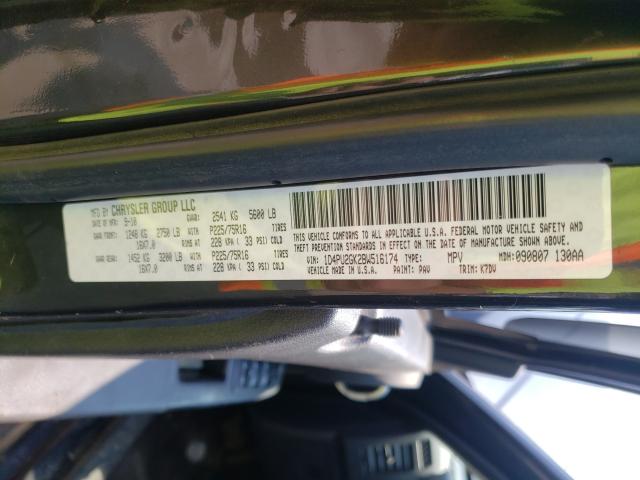 MFD BY CHRYSLER GROUP LLC
DATE OF MFR 9-10 GVWR: 2541 KG 5600 LB
GAWR: FRONT 1248 KG 2750 LB WITH P225/75R16 TIRES
16X7.0 RIMS AT 228 KPA ( 33 PSI) COLD
GAWR: REAR 1452 KG 3200 LB WITH P225/75R16 TIRES
16X7.0 RIMS AT 228 KPA ( 33 PSI) COLD
THIS VEHICLE CONFORMS TO ALL APPLICABLE U.S.A. FEDERAL MOTOR VEHICLE SAFETY
AND THEFT PREVENTION STANDARDS IN EFFECT ON THE DATE OF MANUFACTURE SHOWN ABOVE.
VIN: 1D4PU2GK2BW516174 TYPE: MPV MDH: 090807 130AA
VEHICLE MADE IN U.S.A. PAINT: PAV TRIM: K7DV